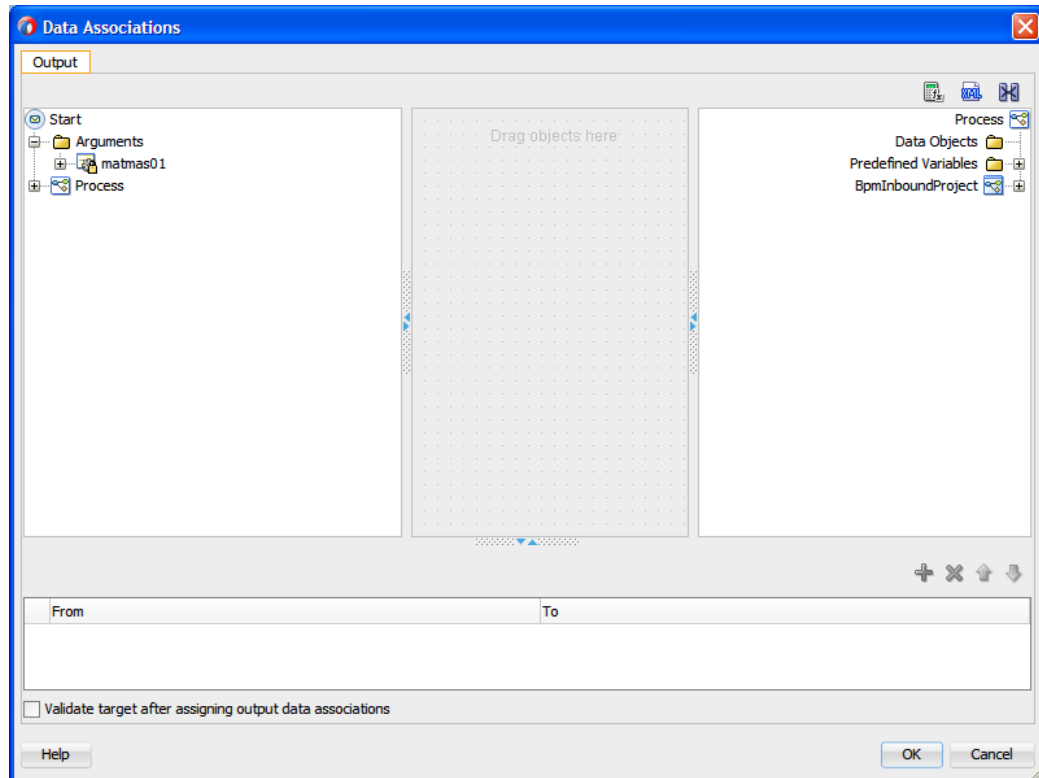 Data Associations
Output
Start
Arguments
matmas01
Process
Drag objects here
Process
Data Objects
Predefined Variables
BpmInboundProject
From To
Validate target after assigning output data associations
Help OK Cancel